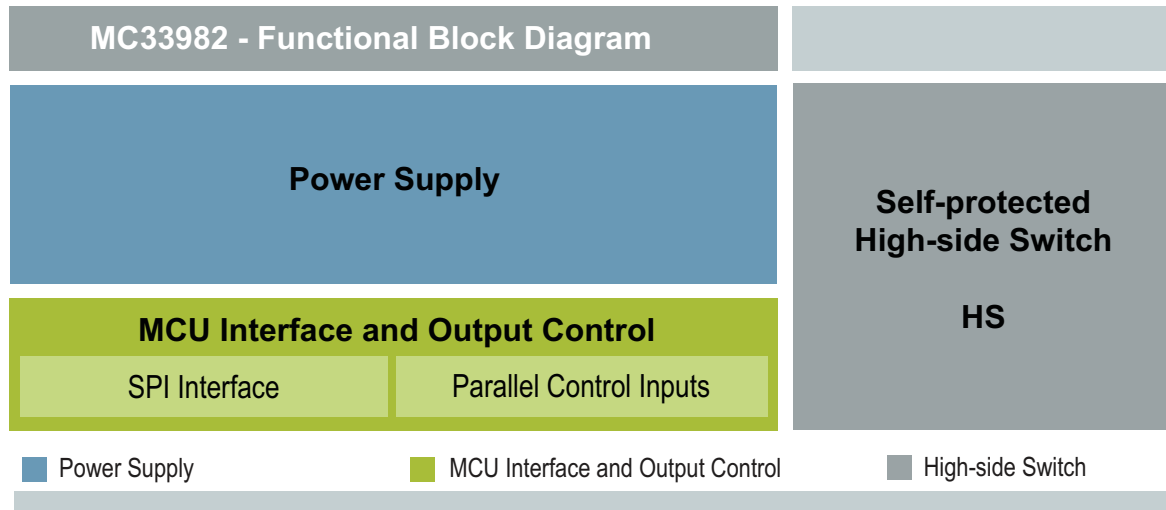 MC33982 - Functional Block Diagram
Power Supply
Self-protected
High-side Switch
HS
MCU Interface and Output Control
SPI Interface
Parallel Control Inputs
Power Supply
MCU Interface and Output Control
High-side Switch